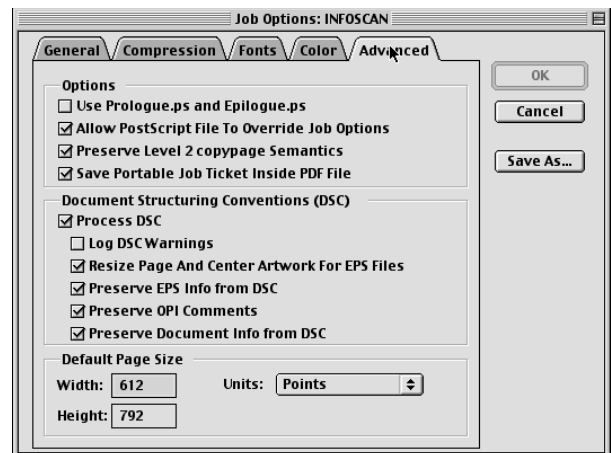 Job Options: INFOSCAN
General Compression Fonts Color Advanced
Options
Use Prologue.ps and Epilogue.ps
Allow PostScript File To Override Job Options
Preserve Level 2 copypage Semantics
Save Portable Job Ticket Inside PDF File
Document Structuring Conventions (DSC)
Process DSC
Log DSC Warnings
Resize Page And Center Artwork For EPS Files
Preserve EPS Info from DSC
Preserve OPI Comments
Preserve Document Info from DSC
Default Page Size
Width: 612 Units: Points
Height: 792
OK
Cancel
Save As...